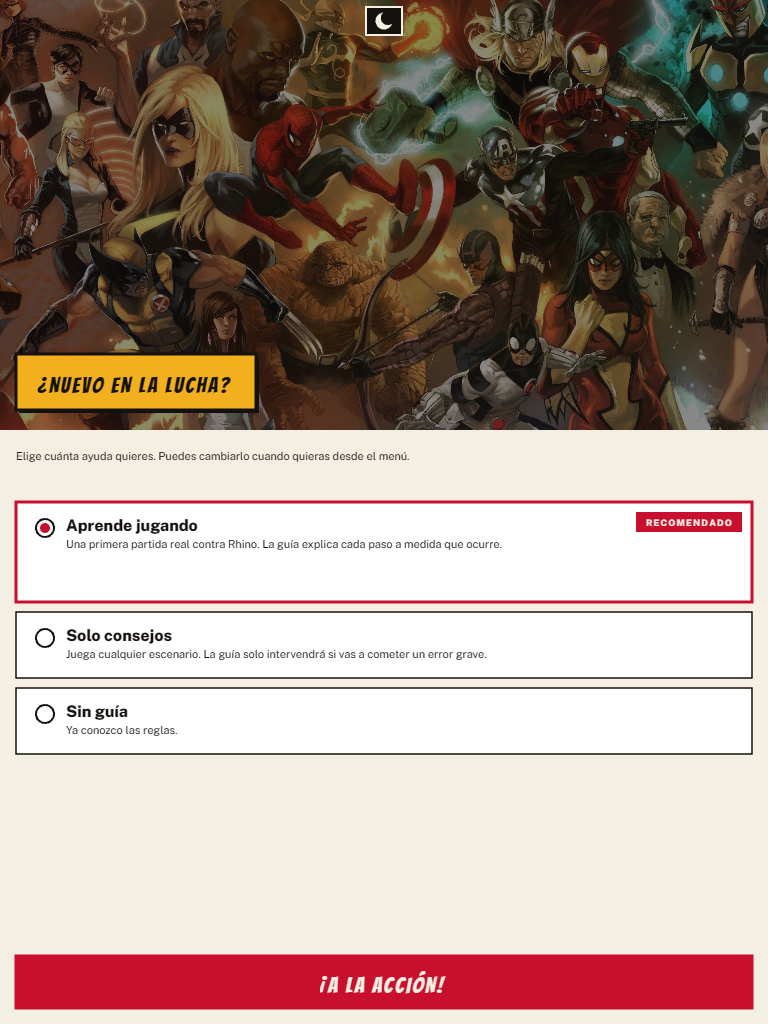 ¿NUEVO EN LA LUCHA?
Elige cuánta ayuda quieres. Puedes cambiarlo cuando quieras desde el menú.
Aprende jugando
RECOMENDADO
Una primera partida real contra Rhino. La guía explica cada paso a medida que ocurre.
Solo consejos
Juega cualquier escenario. La guía solo intervendrá si vas a cometer un error grave.
Sin guía
Ya conozco las reglas.
¡A LA ACCIÓN!